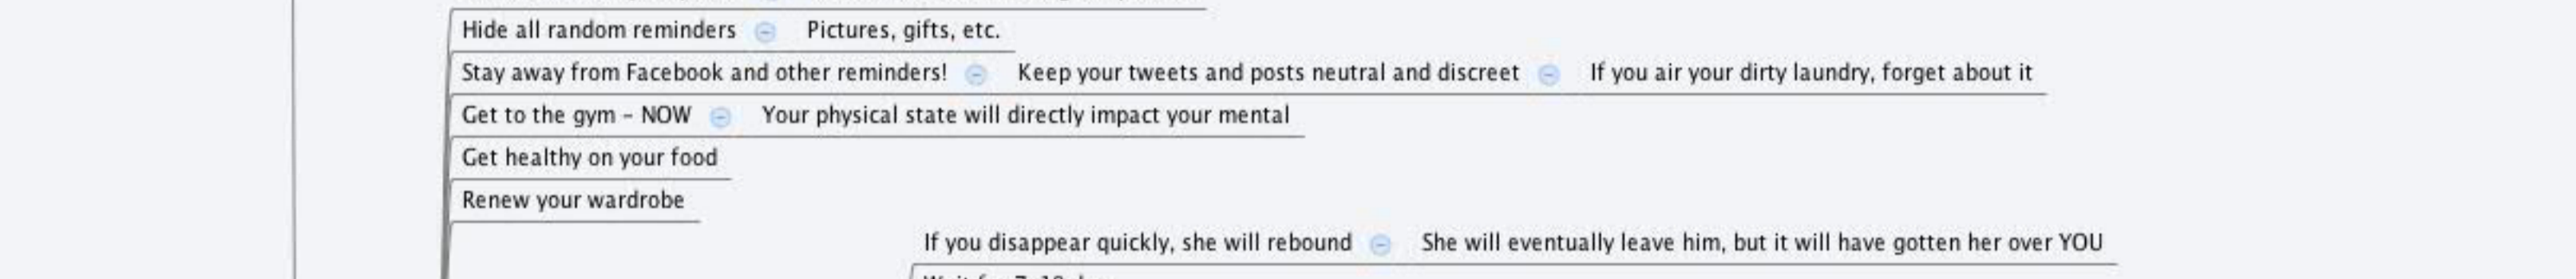 Hide all random reminders Pictures, gifts, etc.
Stay away from Facebook and other reminders! Keep your tweets and posts neutral and discreet If you air your dirty laundry, forget about it
Get to the gym - NOW Your physical state will directly impact your mental
Get healthy on your food
Renew your wardrobe
If you disappear quickly, she will rebound She will eventually leave him, but it will have gotten her over YOU